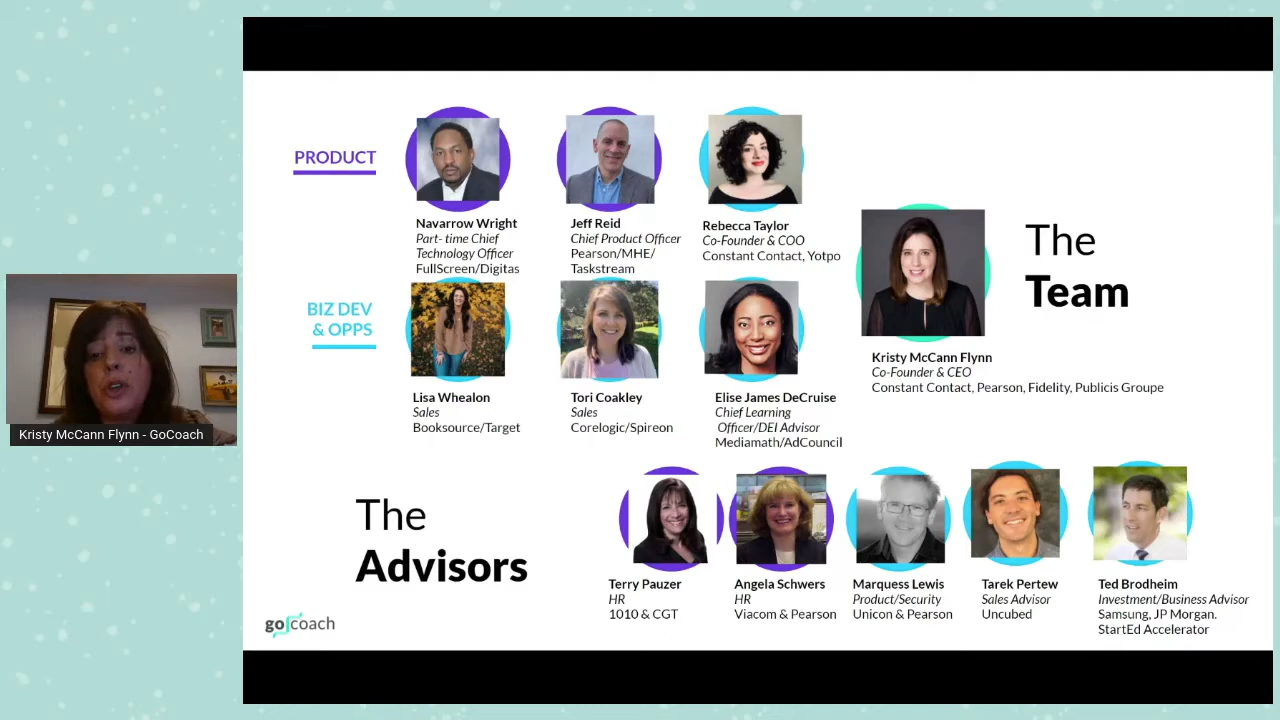 PRODUCT
Navarrow Wright
Part- time Chief
Technology Officer
FullScreen/Digitas
Jeff Reid
Chief Product Officer
Pearson/MHE/
Taskstream
Rebecca Taylor
Co-Founder & COO
Constant Contact, Yotpo
The
Team
Kristy McCann Flynn
Co-Founder & CEO
Constant Contact, Pearson, Fidelity, Publicis Groupe
BIZ DEV
& OPPS
Lisa Whealon
Sales
Booksource/Target
Tori Coakley
Sales
Corelogic/Spireon
Elise James DeCruise
Chief Learning
Officer/DEI Advisor
Mediamath/AdCouncil
Kristy McCann Flynn - GoCoach
The
Advisors
Terry Pauzer
HR
1010 & CGT
Angela Schwers
HR
Viacom & Pearson
Marquess Lewis
Product/Security
Unicon & Pearson
Tarek Pertew
Sales Advisor
Uncubed
Ted Brodheim
Investment/Business Advisor
Samsung, JP Morgan.
StartEd Accelerator
go coach